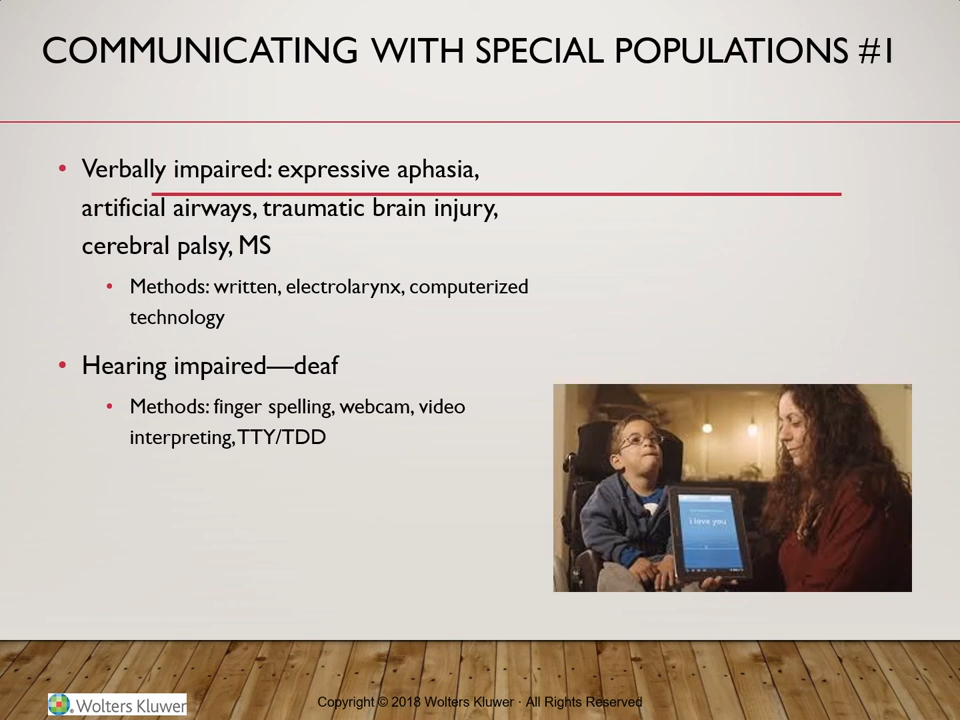 COMMUNICATING WITH SPECIAL POPULATIONS #1
• Verbally impaired: expressive aphasia,
artificial airways, traumatic brain injury,
cerebral palsy, MS
• Methods: written, electrolarynx, computerized
technology
• Hearing impaired—deaf
• Methods: finger spelling, webcam, video
interpreting, TTY/TDD
i love you
Wolters Kluwer
Copyright © 2018 Wolters Kluwer · All Rights Reserved